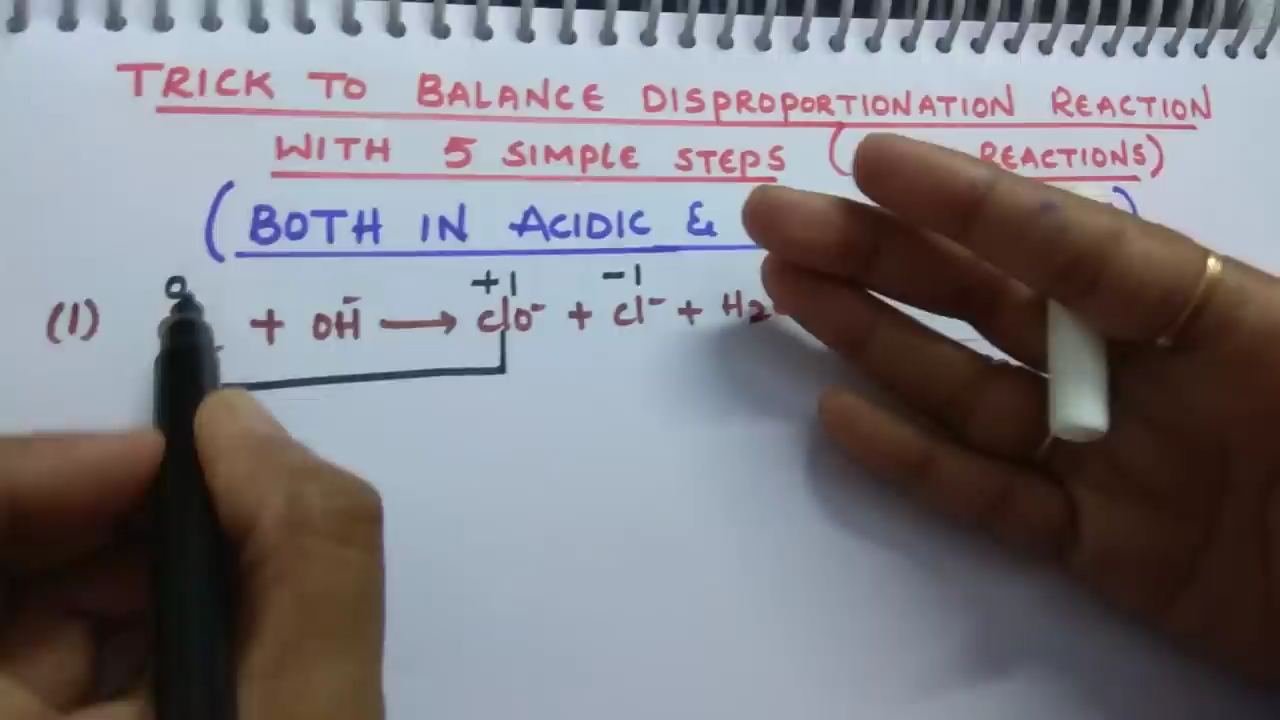 TRICK TO BALANCE DISPROPORTIONATION REACTION
WITH 5 SIMPLE STEPS ( REACTIONS)
(BOTH IN ACIDIC & )
0 +1 -1
(1) + OH⁻ ⟶ ClO⁻ + Cl⁻ + H₂